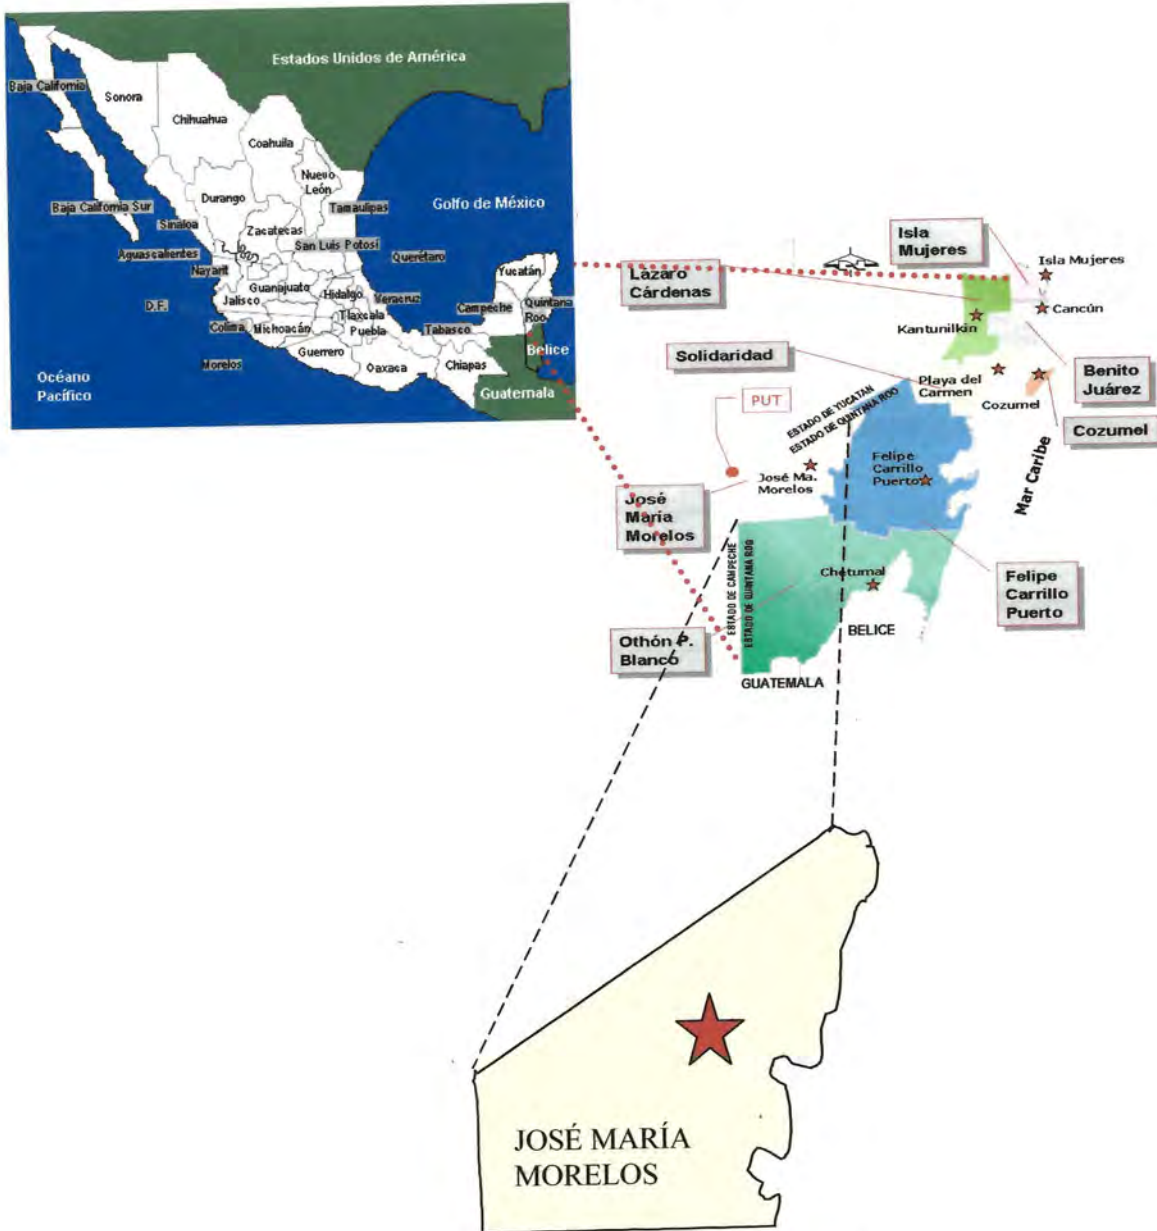 Estados Unidos de América
Baja California
Sonora
Chihuahua
Coahuila
Nuevo
León
Durango
Baja California Sur
Tamaulipas
Golfo de México
Sinaloa
Zacatecas
San Luis Potosí
Aguascalientes
Querétaro
Nayarit
Yucatán
Guanajuato
Hidalgo
Jalisco
Veracruz
D.F.
Campeche
Quintana
Roo
Tlaxcala
Colima
Michoacán
Puebla
Tabasco
Belice
Morelos
Guerrero
Oaxaca
Chiapas
Océano
Pacífico
Guatemala
Isla
Mujeres
Isla Mujeres
Lázaro
Cárdenas
Cancún
Kantunilkin
Solidaridad
Benito
Juárez
Playa del
Carmen
Cozumel
Cozumel
PUT
ESTADO DE YUCATAN
ESTADO DE QUINTANA ROO
Mar Caribe
Felipe
Carrillo
Puerto
José Ma.
Morelos
José
María
Morelos
ESTADO DE CAMPECHE
ESTADO DE QUINTANA ROO
Chetumal
Felipe
Carrillo
Puerto
Othón P.
Blanco
BELICE
GUATEMALA
JOSÉ MARÍA
MORELOS